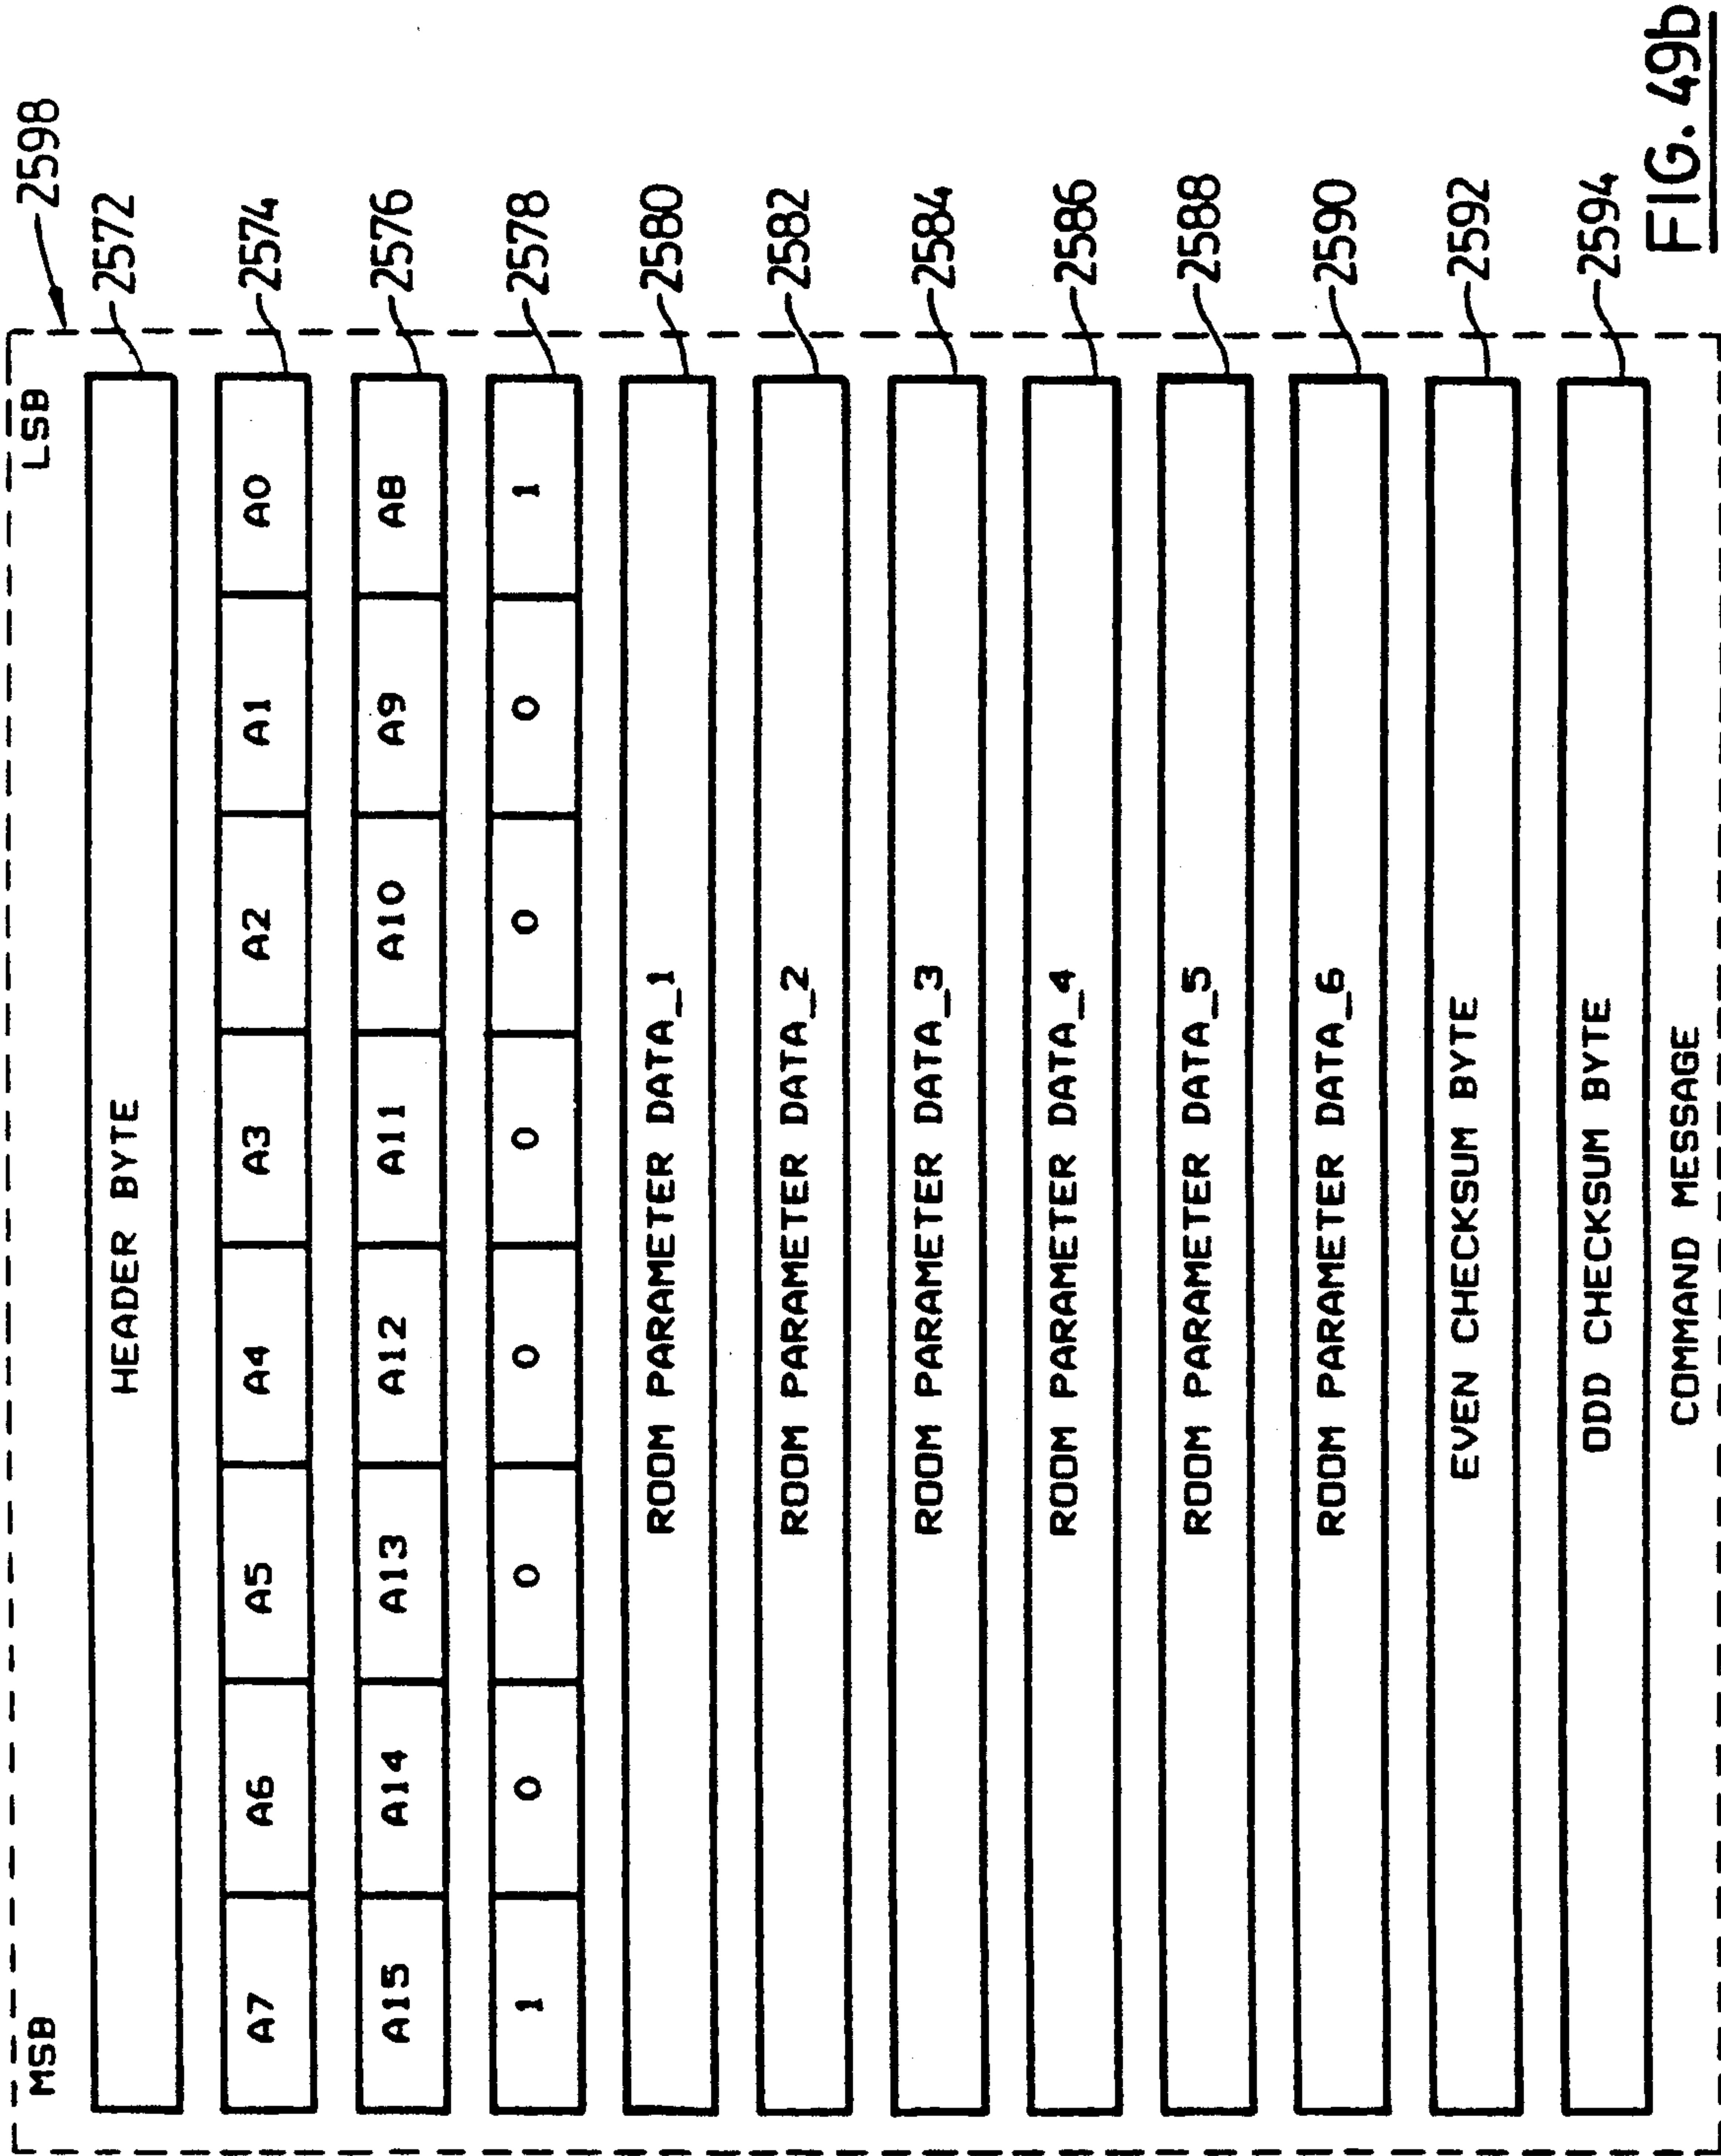 2598
MSB LSB
HEADER BYTE 2572
A7 A6 A5 A4 A3 A2 A1 A0 2574
A15 A14 A13 A12 A11 A10 A9 A8 2576
1 0 0 0 0 0 0 1 2578
ROOM PARAMETER DATA_1 2580
ROOM PARAMETER DATA_2 2582
ROOM PARAMETER DATA_3 2584
ROOM PARAMETER DATA_4 2586
ROOM PARAMETER DATA_5 2588
ROOM PARAMETER DATA_6 2590
EVEN CHECKSUM BYTE 2592
ODD CHECKSUM BYTE 2594
COMMAND MESSAGE
FIG. 49b